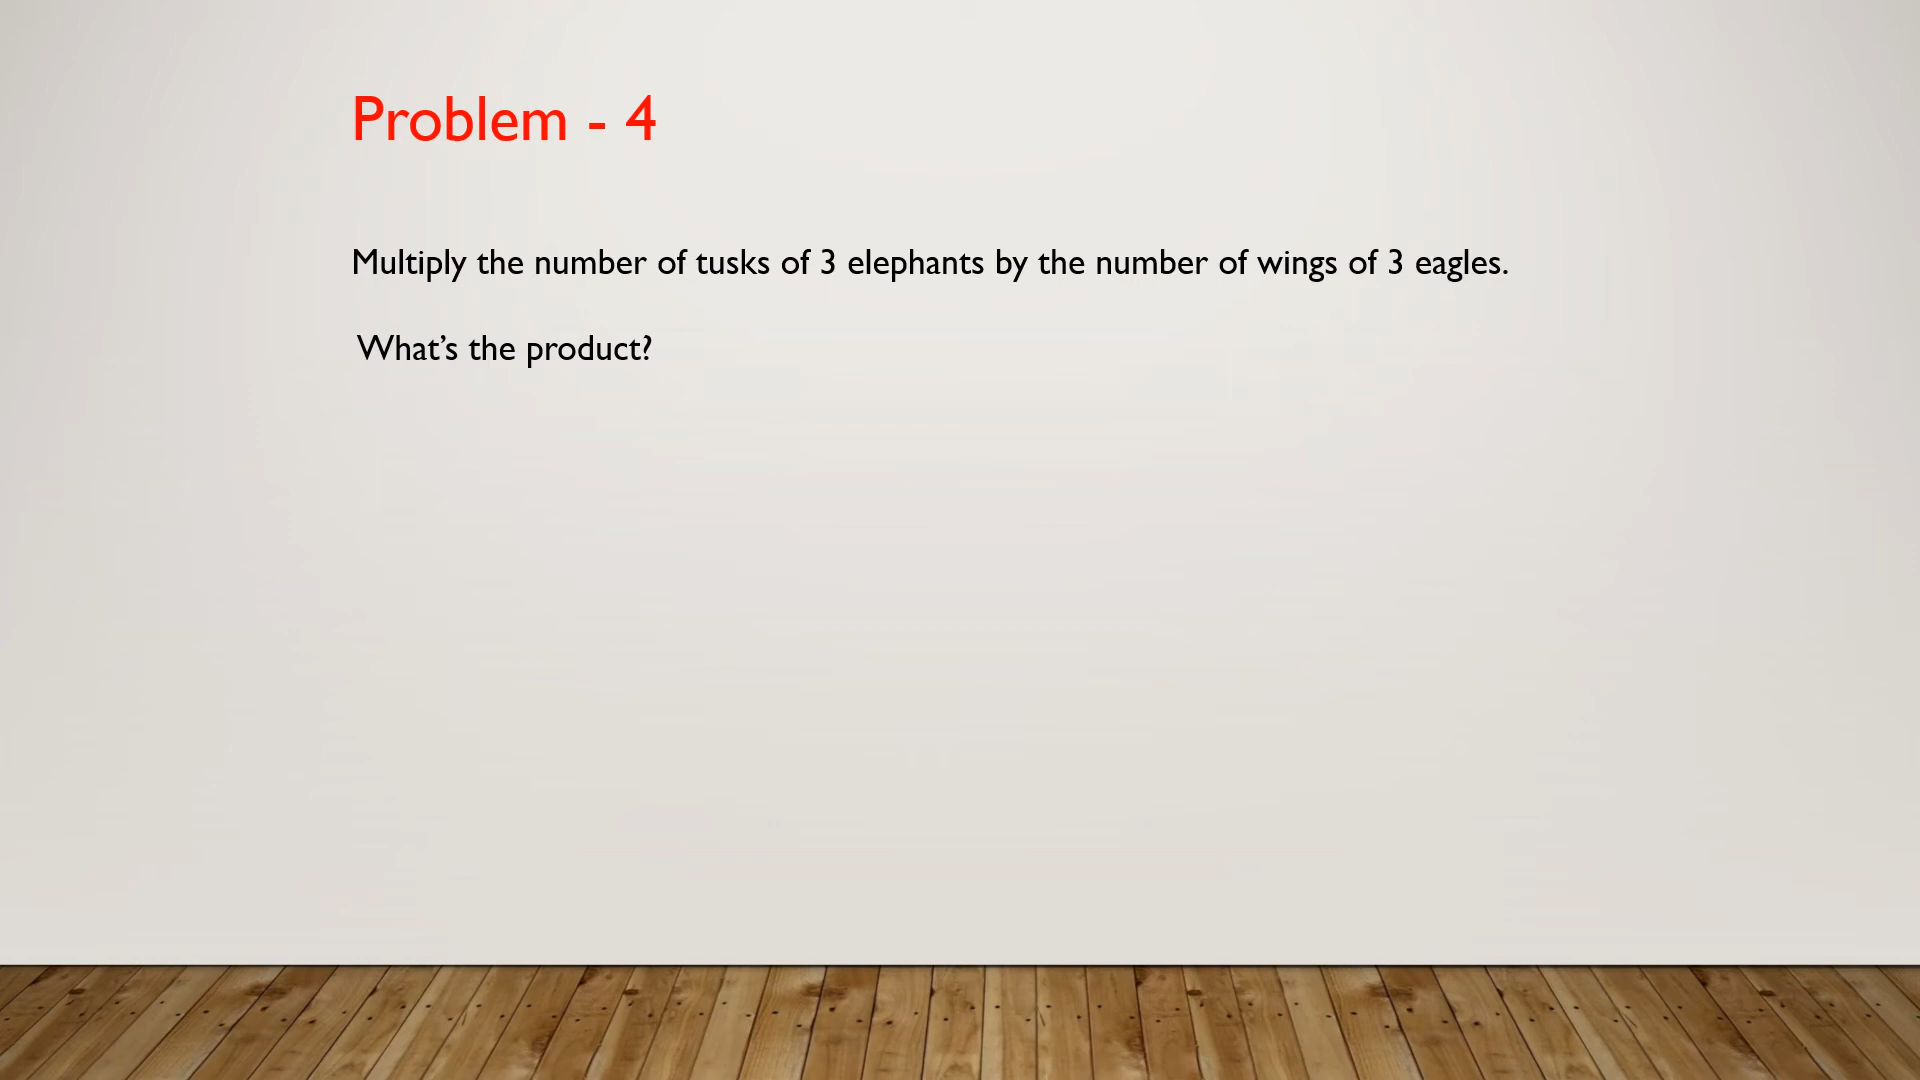 Problem - 4
Multiply the number of tusks of 3 elephants by the number of wings of 3 eagles.
What’s the product?